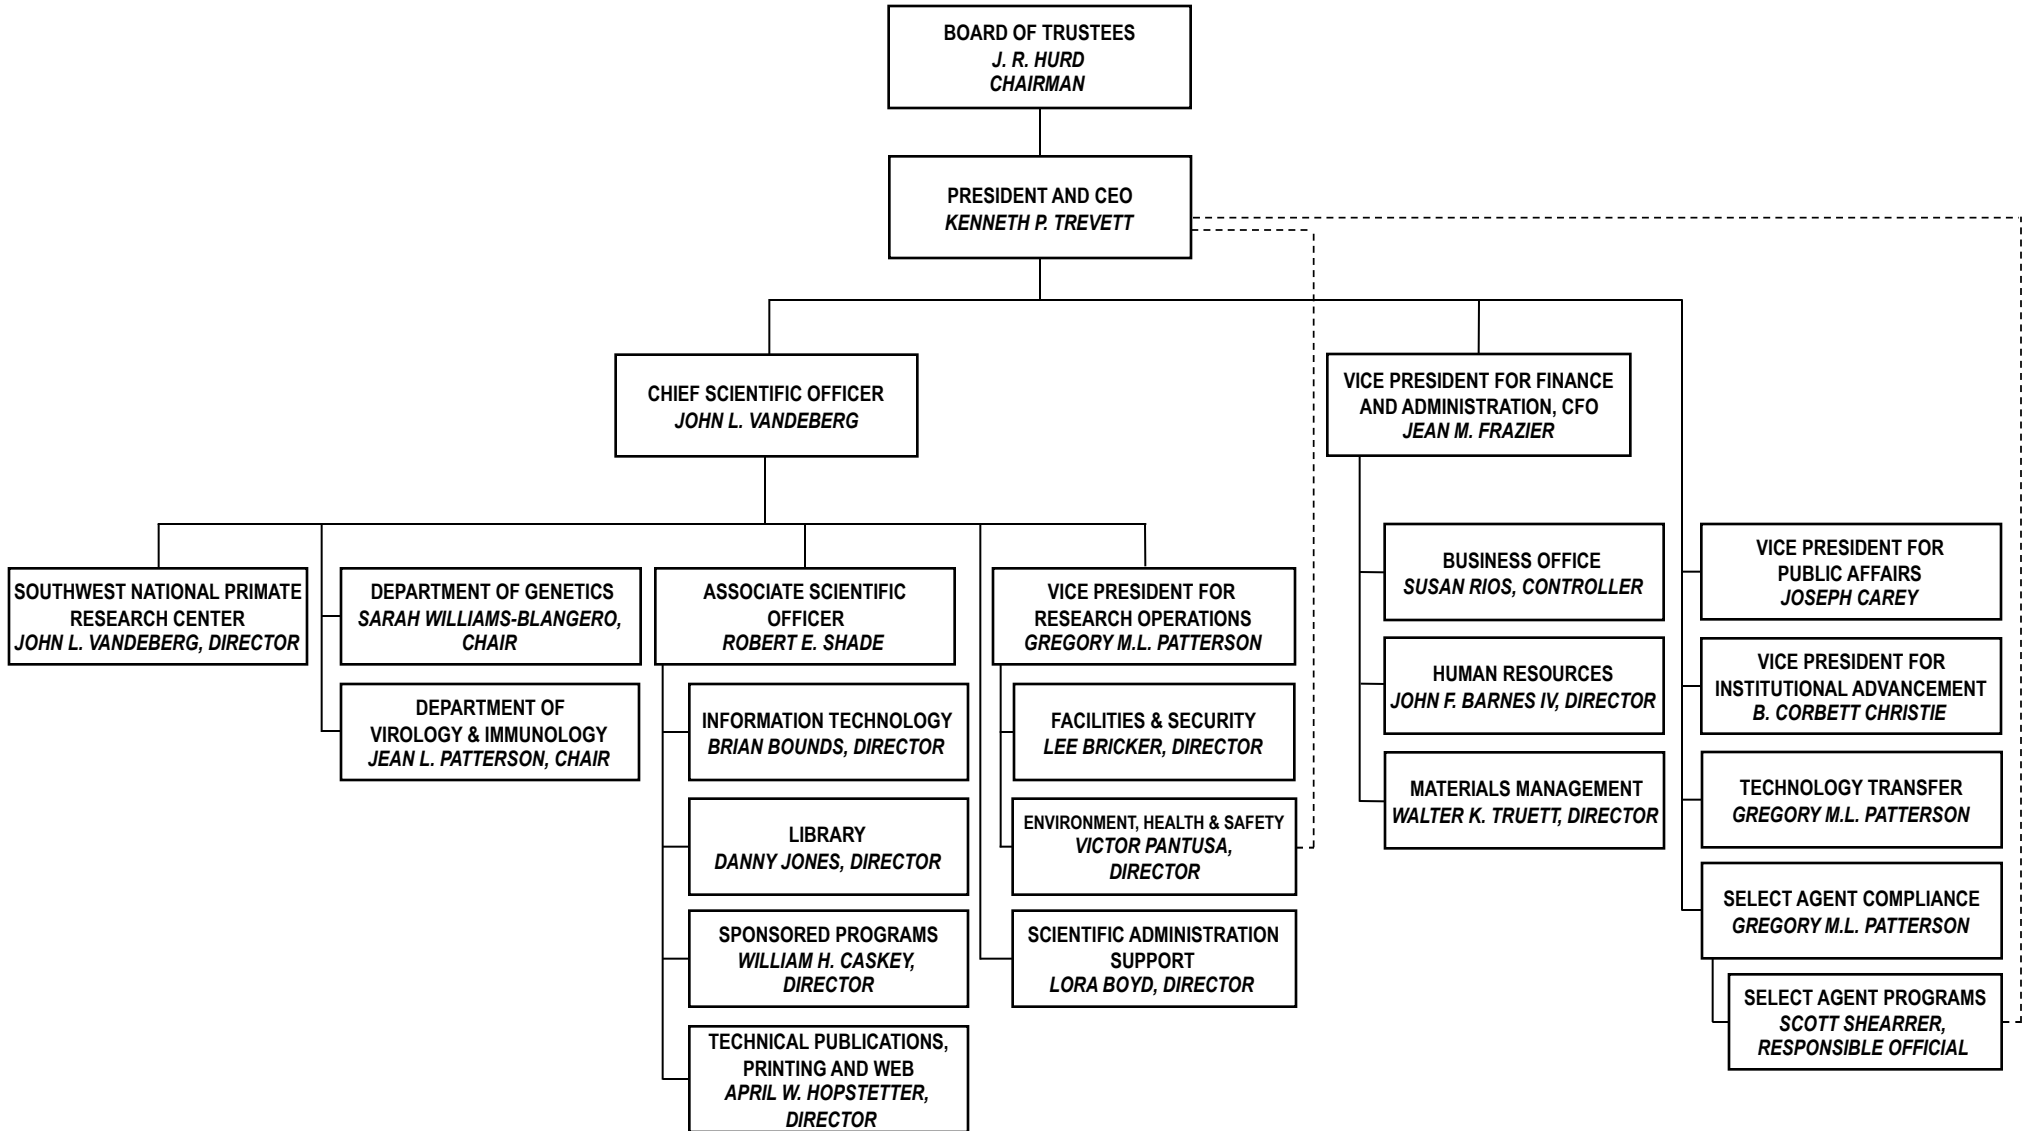 BOARD OF TRUSTEES
J. R. HURD
CHAIRMAN
PRESIDENT AND CEO
KENNETH P. TREVETT
CHIEF SCIENTIFIC OFFICER
JOHN L. VANDEBERG
VICE PRESIDENT FOR FINANCE
AND ADMINISTRATION, CFO
JEAN M. FRAZIER
SOUTHWEST NATIONAL PRIMATE
RESEARCH CENTER
JOHN L. VANDEBERG, DIRECTOR
DEPARTMENT OF GENETICS
SARAH WILLIAMS-BLANGERO,
CHAIR
DEPARTMENT OF
VIROLOGY & IMMUNOLOGY
JEAN L. PATTERSON, CHAIR
ASSOCIATE SCIENTIFIC
OFFICER
ROBERT E. SHADE
INFORMATION TECHNOLOGY
BRIAN BOUNDS, DIRECTOR
LIBRARY
DANNY JONES, DIRECTOR
SPONSORED PROGRAMS
WILLIAM H. CASKEY,
DIRECTOR
TECHNICAL PUBLICATIONS,
PRINTING AND WEB
APRIL W. HOPSTETTER,
DIRECTOR
VICE PRESIDENT FOR
RESEARCH OPERATIONS
GREGORY M.L. PATTERSON
FACILITIES & SECURITY
LEE BRICKER, DIRECTOR
ENVIRONMENT, HEALTH & SAFETY
VICTOR PANTUSA,
DIRECTOR
SCIENTIFIC ADMINISTRATION
SUPPORT
LORA BOYD, DIRECTOR
BUSINESS OFFICE
SUSAN RIOS, CONTROLLER
HUMAN RESOURCES
JOHN F. BARNES IV, DIRECTOR
MATERIALS MANAGEMENT
WALTER K. TRUETT, DIRECTOR
VICE PRESIDENT FOR
PUBLIC AFFAIRS
JOSEPH CAREY
VICE PRESIDENT FOR
INSTITUTIONAL ADVANCEMENT
B. CORBETT CHRISTIE
TECHNOLOGY TRANSFER
GREGORY M.L. PATTERSON
SELECT AGENT COMPLIANCE
GREGORY M.L. PATTERSON
SELECT AGENT PROGRAMS
SCOTT SHEARRER,
RESPONSIBLE OFFICIAL